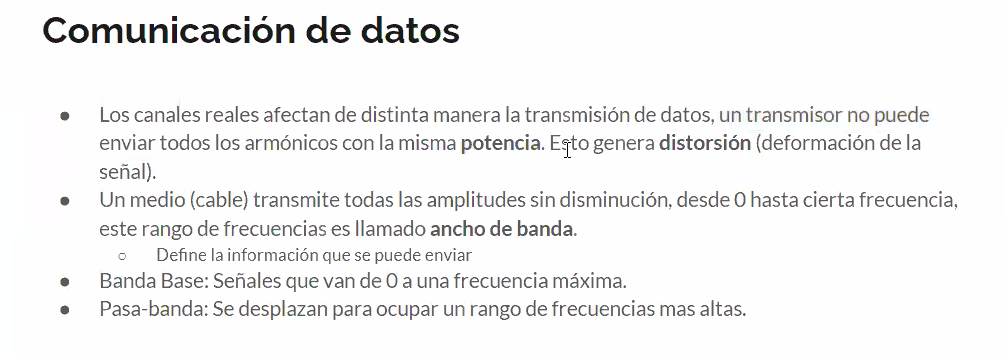 Comunicación de datos
● Los canales reales afectan de distinta manera la transmisión de datos, un transmisor no puede
enviar todos los armónicos con la misma potencia. Esto genera distorsión (deformación de la
señal).
● Un medio (cable) transmite todas las amplitudes sin disminución, desde 0 hasta cierta frecuencia,
este rango de frecuencias es llamado ancho de banda.
○ Define la información que se puede enviar
● Banda Base: Señales que van de 0 a una frecuencia máxima.
● Pasa-banda: Se desplazan para ocupar un rango de frecuencias mas altas.